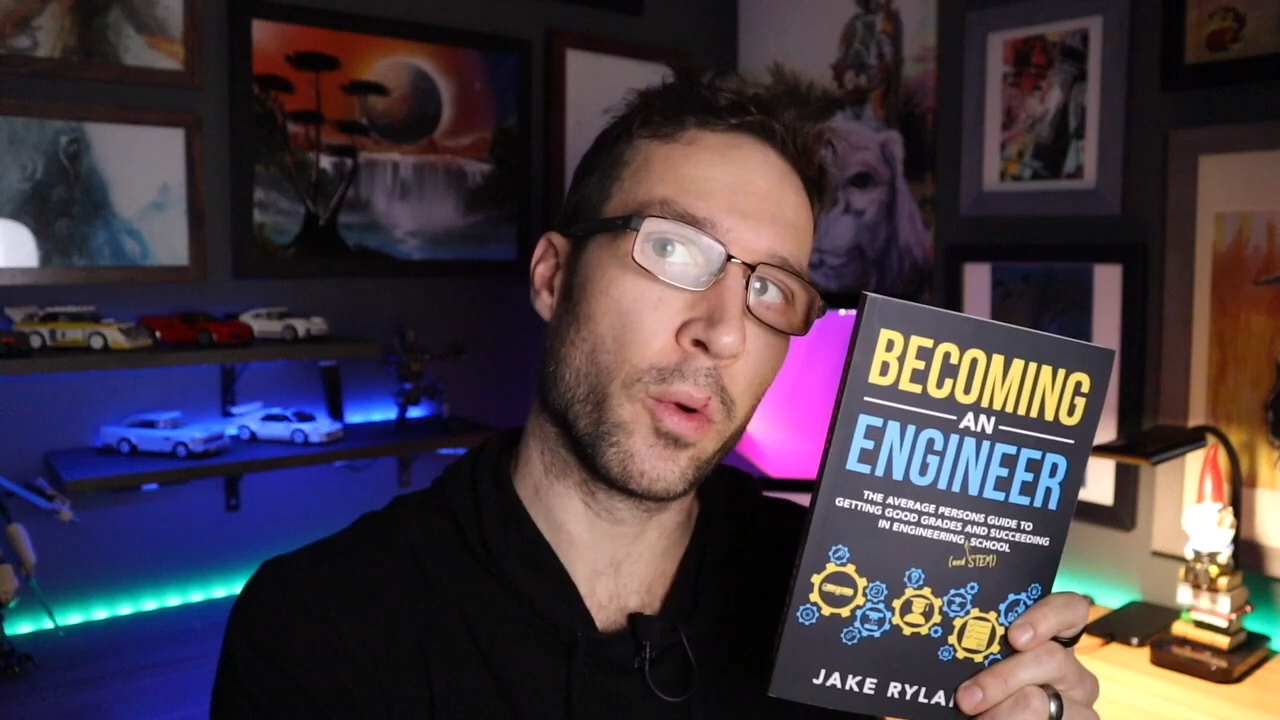 BECOMING
AN
ENGINEER
THE AVERAGE PERSONS GUIDE TO
GETTING GOOD GRADES AND SUCCEEDING
IN ENGINEERING SCHOOL
(and STEM)
JAKE